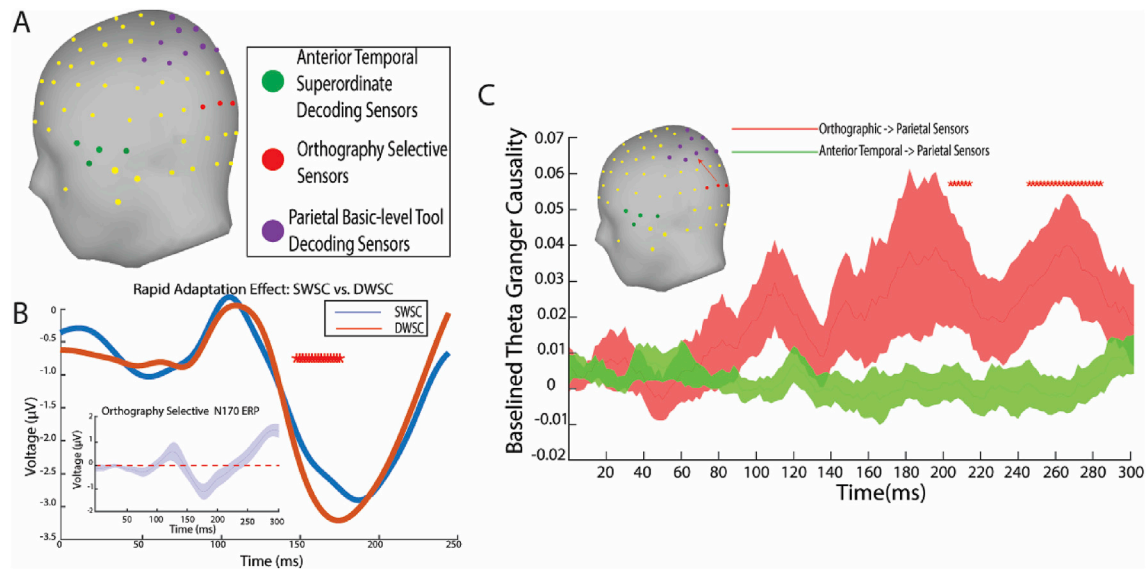 A
Anterior Temporal
Superordinate
Decoding Sensors
Orthography Selective
Sensors
Parietal Basic-level Tool
Decoding Sensors
B
Rapid Adaptation Effect: SWSC vs. DWSC
SWSC
DWSC
Voltage (μV)
0
-0.5
-1.0
-1.5
-2.0
-2.5
-3.0
-3.5
0
50
100
150
200
250
Time (ms)
Orthography Selective N170 ERP
Voltage (μV)
2
1
0
-1
-2
50
100
150
200
250
300
Time (ms)
C
Orthographic -> Parietal Sensors
Anterior Temporal -> Parietal Sensors
Baselined Theta Granger Causality
0.07
0.06
0.05
0.04
0.03
0.02
0.01
0
-0.01
-0.02
20
40
60
80
100
120
140
160
180
200
220
240
260
280
300
Time(ms)